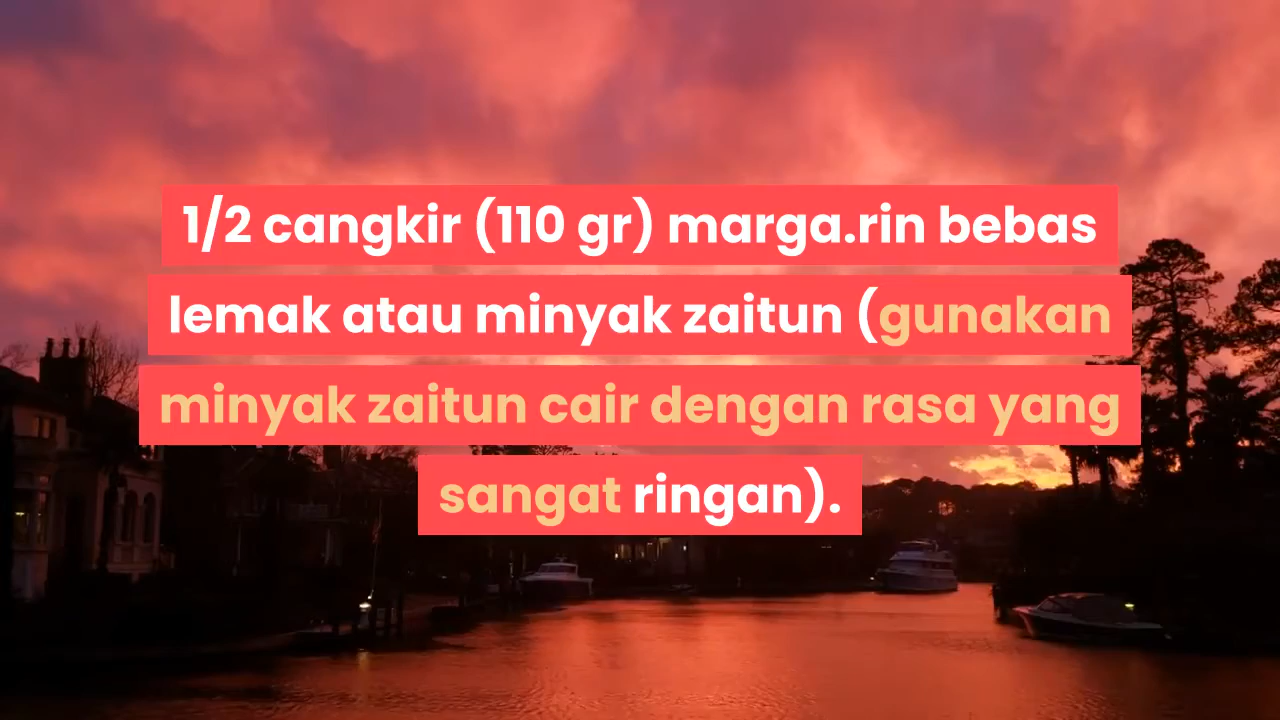 1/2 cangkir (110 gr) marga.rin bebas
lemak atau minyak zaitun (gunakan
minyak zaitun cair dengan rasa yang
sangat ringan).